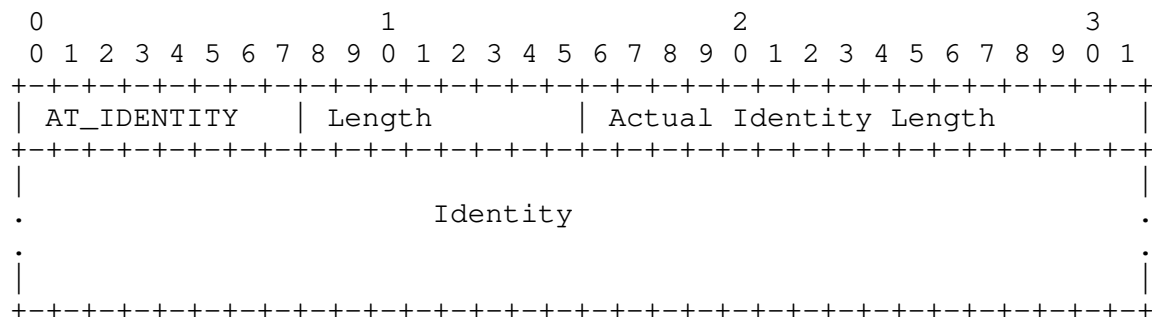 0                   1                   2                   3
 0 1 2 3 4 5 6 7 8 9 0 1 2 3 4 5 6 7 8 9 0 1 2 3 4 5 6 7 8 9 0 1
+-+-+-+-+-+-+-+-+-+-+-+-+-+-+-+-+-+-+-+-+-+-+-+-+-+-+-+-+-+-+-+-+
| AT_IDENTITY   | Length        | Actual Identity Length        |
+-+-+-+-+-+-+-+-+-+-+-+-+-+-+-+-+-+-+-+-+-+-+-+-+-+-+-+-+-+-+-+-+
|                                                               |
.                       Identity                                .
.                                                               .
|                                                               |
+-+-+-+-+-+-+-+-+-+-+-+-+-+-+-+-+-+-+-+-+-+-+-+-+-+-+-+-+-+-+-+-+